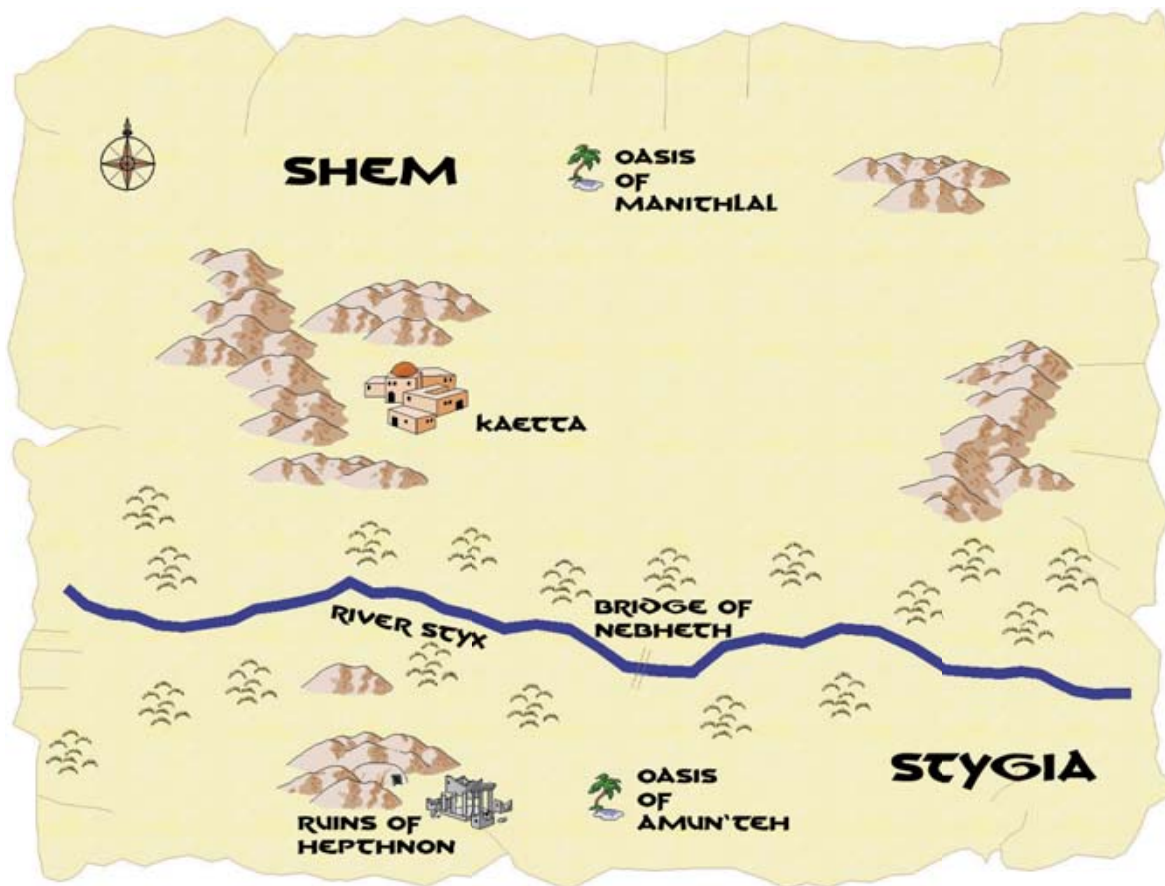 SHEM
OASIS
OF
MANITHLAL
KAETTA
BRIDGE OF
NEBHETH
RIVER STYX
STYGIA
OASIS
OF
AMUN'TEH
RUINS OF
HEPTHNON